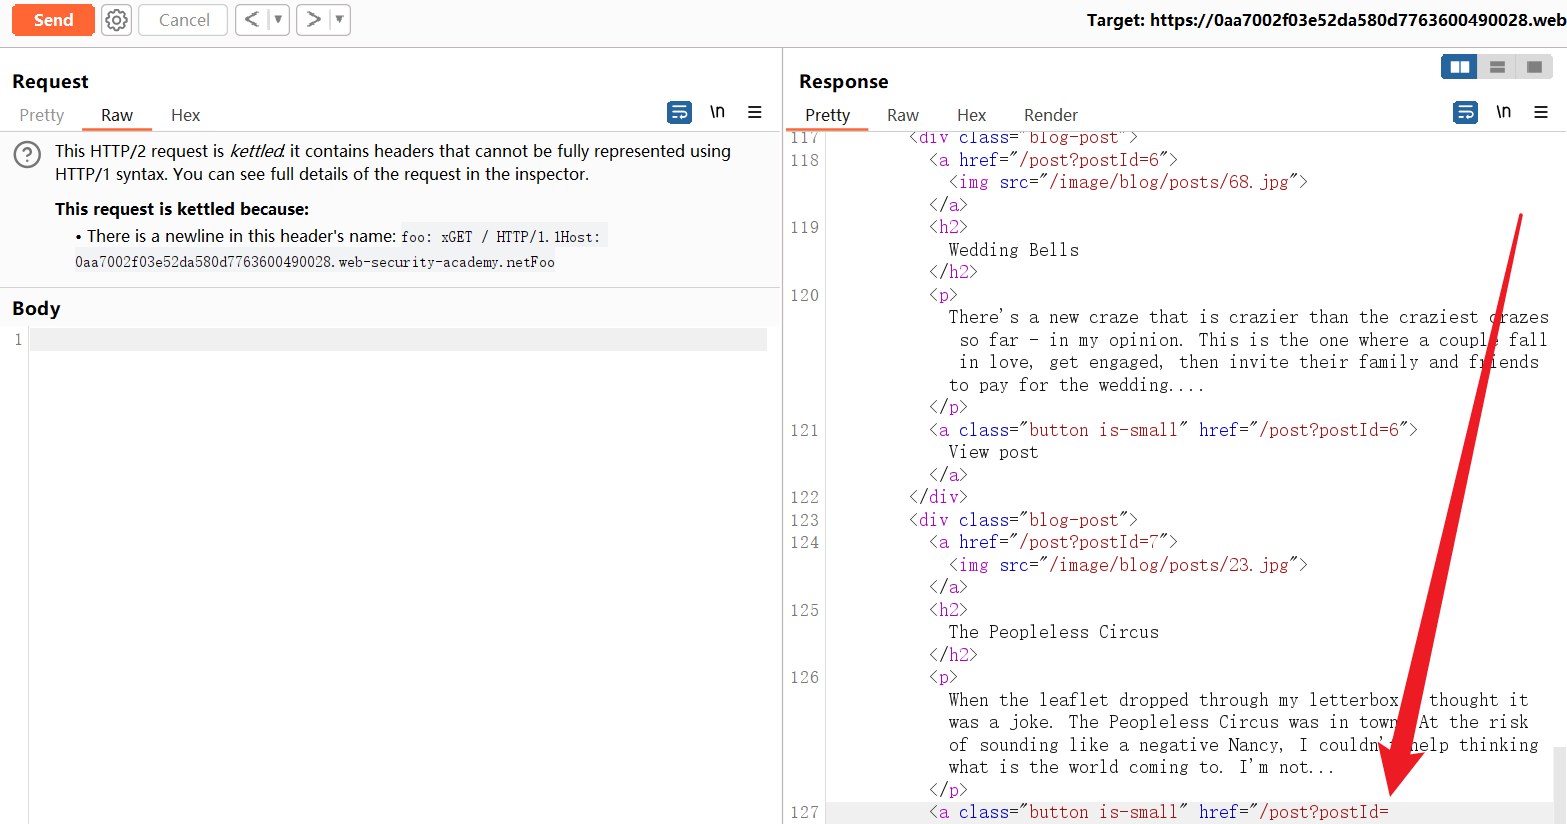 Send
Cancel
< ▼
> ▼
Target: https://0aa7002f03e52da580d7763600490028.web
Request
Pretty Raw Hex
\n
This HTTP/2 request is kettled. it contains headers that cannot be fully represented using
HTTP/1 syntax. You can see full details of the request in the inspector.
This request is kettled because:
• There is a newline in this header's name: foo: xGET / HTTP/1.1Host:
0aa7002f03e52da580d7763600490028.web-security-academy.netFoo
Body
1
Response
Pretty Raw Hex Render
\n
117 <div class="blog-post">
118 <a href="/post?postId=6">
<img src="/image/blog/posts/68.jpg">
</a>
119 <h2>
Wedding Bells
</h2>
120 <p>
There's a new craze that is crazier than the craziest crazes
so far - in my opinion. This is the one where a couple fall
in love, get engaged, then invite their family and friends
to pay for the wedding....
</p>
121 <a class="button is-small" href="/post?postId=6">
View post
</a>
122 </div>
123 <div class="blog-post">
124 <a href="/post?postId=7">
<img src="/image/blog/posts/23.jpg">
</a>
125 <h2>
The Peopleless Circus
</h2>
126 <p>
When the leaflet dropped through my letterbox thought it
was a joke. The Peopleless Circus was in town. At the risk
of sounding like a negative Nancy, I couldn't help thinking
what is the world coming to. I'm not...
</p>
127 <a class="button is-small" href="/post?postId=